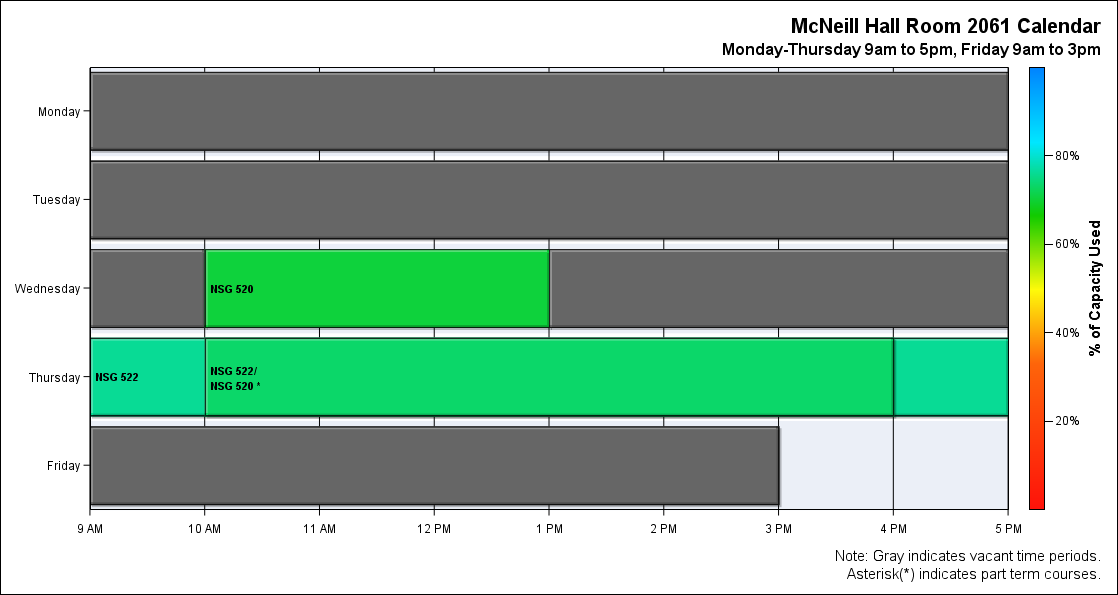 McNeill Hall Room 2061 Calendar
Monday-Thursday 9am to 5pm, Friday 9am to 3pm
Monday
Tuesday
Wednesday
NSG 520
Thursday
NSG 522
NSG 522/
NSG 520 *
Friday
9 AM
10 AM
11 AM
12 PM
1 PM
2 PM
3 PM
4 PM
5 PM
80%
60%
40%
20%
% of Capacity Used
Note: Gray indicates vacant time periods.
Asterisk(*) indicates part term courses.